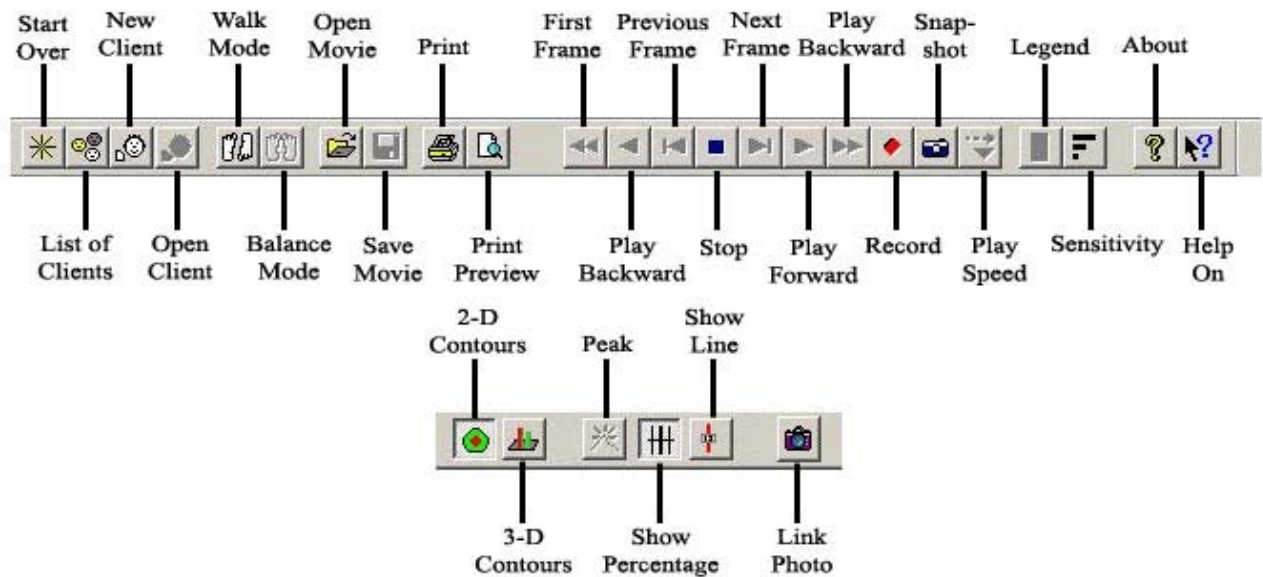 Start
Over
New
Client
Walk
Mode
Open
Movie
Print
First
Frame
Previous
Frame
Next
Frame
Play
Backward
Snap-
shot
Legend
About
List of
Clients
Open
Client
Balance
Mode
Save
Movie
Print
Preview
Play
Backward
Stop
Play
Forward
Record
Play
Speed
Sensitivity
Help
On
2-D
Contours
Peak
Show
Line
3-D
Contours
Show
Percentage
Link
Photo